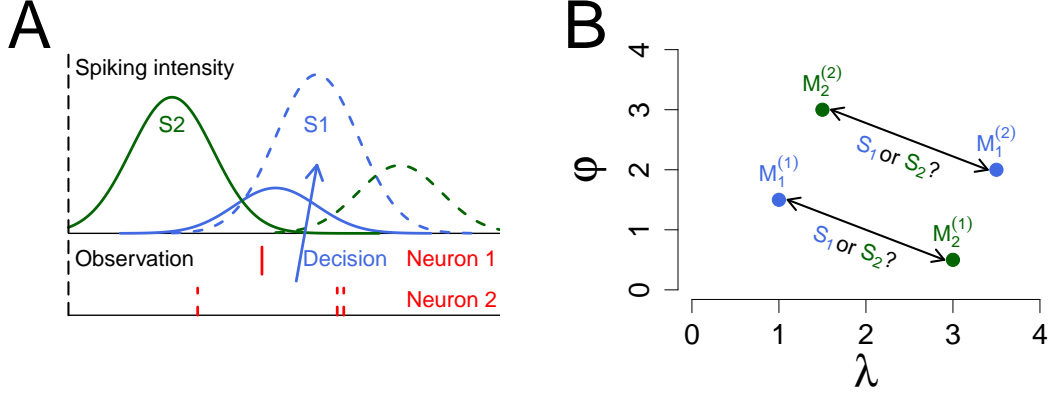 A
Spiking intensity
S2
S1
Observation
Decision
Neuron 1
Neuron 2
B
φ
4
3
2
1
0
M₂⁽²⁾
M₁⁽²⁾
S₁ or S₂?
M₁⁽¹⁾
M₂⁽¹⁾
S₁ or S₂?
0 1 2 3 4
λ